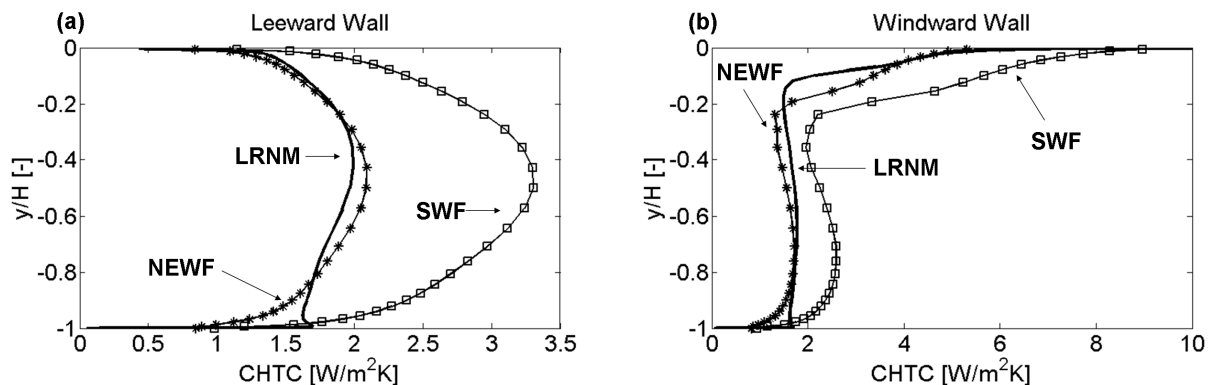 (a) Leeward Wall
0
-0.2
-0.4
-0.6
-0.8
-1
y/H [-]
LRNM
SWF
NEWF
0 0.5 1 1.5 2 2.5 3 3.5
CHTC [W/m²K]
(b) Windward Wall
0
-0.2
-0.4
-0.6
-0.8
-1
y/H [-]
NEWF
SWF
LRNM
0 2 4 6 8 10
CHTC [W/m²K]